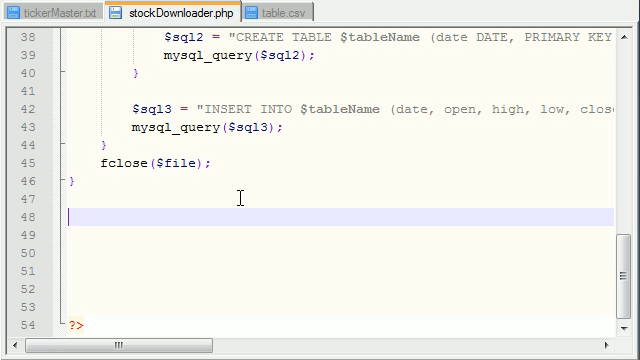 tickerMaster.txt stockDownloader.php table.csv
38 $sql2 = "CREATE TABLE $tableName (date DATE, PRIMARY KEY
39 mysql_query($sql2);
40 }
41
42 $sql3 = "INSERT INTO $tableName (date, open, high, low, clos
43 mysql_query($sql3);
44 }
45 fclose($file);
46 }
47
48
49
50
51
52
53
54 ?>